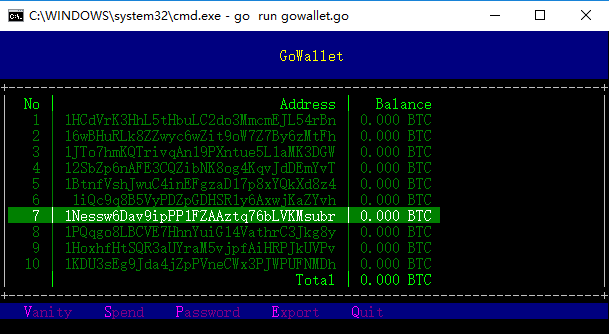 C:\WINDOWS\system32\cmd.exe - go run gowallet.go
GoWallet
No | Address | Balance
1 | 1HCdVrK3HhL5tHbuLC2do3MmcmEJL54rBn | 0.000 BTC
2 | 16wBHuRLk8ZZwyc6wZit9oW7Z7By6zMtFh | 0.000 BTC
3 | 1JTo7hmKQTrivqAn19PXntue5L1aMK3DGW | 0.000 BTC
4 | 12SbZp6nAFE3CQZibNK8og4KqvJdDEmYvT | 0.000 BTC
5 | 1BtnfVshJwuC4inEFgzaD17p8xYQkXd8z4 | 0.000 BTC
6 | 1iQc9q8B5VyPDZpGDHSR1y6AxwjKaZYvh | 0.000 BTC
7 | 1Nessw6Dav9ipPP1FZAAztq76bLVKMsubr | 0.000 BTC
8 | 1PQqgo8LBCVE7HhnYuiG14VathrC3Jkg8y | 0.000 BTC
9 | 1HoxhfHtSQR3aUYraM5vjpfAiHRPJkUVPv | 0.000 BTC
10 | 1KDU3sEg9Jda4jZpPVneCWx3PJWPUFNMDh | 0.000 BTC
Total | 0.000 BTC
Vanity Spend Password Export Quit